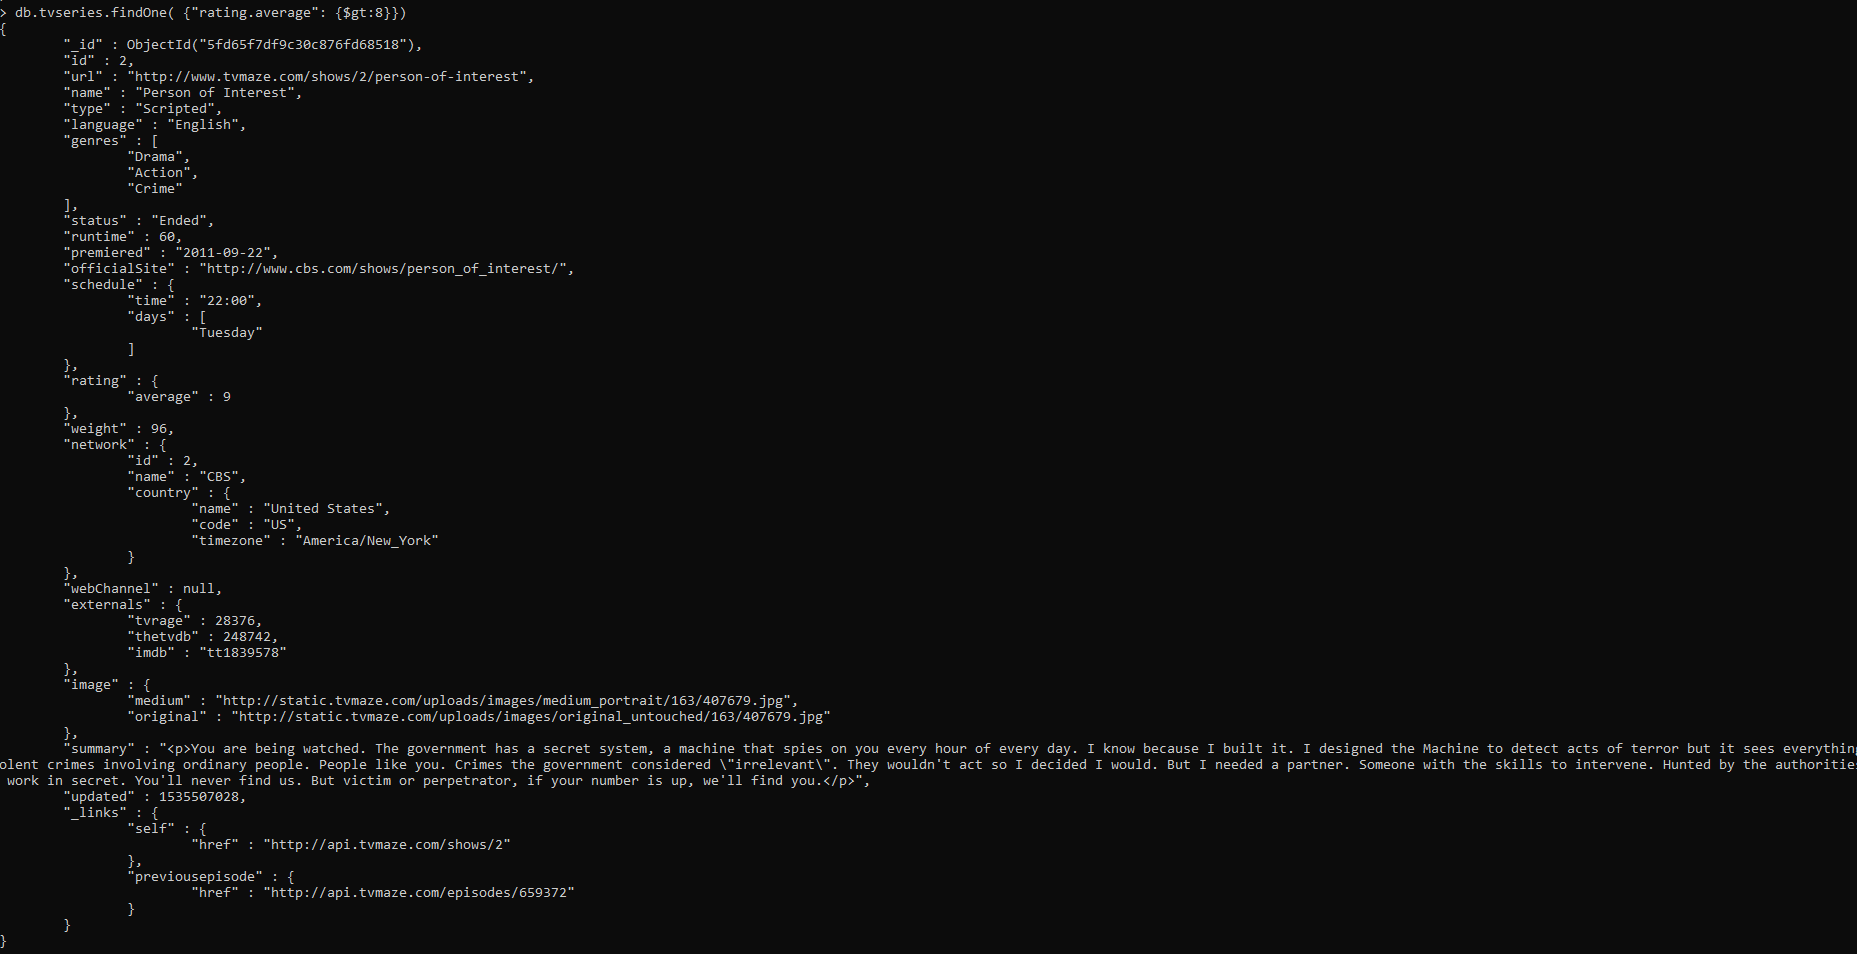 > db.tvseries.findOne( {"rating.average": {$gt:8}})
{
        "_id" : ObjectId("5fd65f7df9c30c876fd68518"),
        "id" : 2,
        "url" : "http://www.tvmaze.com/shows/2/person-of-interest",
        "name" : "Person of Interest",
        "type" : "Scripted",
        "language" : "English",
        "genres" : [
                "Drama",
                "Action",
                "Crime"
        ],
        "status" : "Ended",
        "runtime" : 60,
        "premiered" : "2011-09-22",
        "officialSite" : "http://www.cbs.com/shows/person_of_interest/",
        "schedule" : {
                "time" : "22:00",
                "days" : [
                        "Tuesday"
                ]
        },
        "rating" : {
                "average" : 9
        },
        "weight" : 96,
        "network" : {
                "id" : 2,
                "name" : "CBS",
                "country" : {
                        "name" : "United States",
                        "code" : "US",
                        "timezone" : "America/New_York"
                }
        },
        "webChannel" : null,
        "externals" : {
                "tvrage" : 28376,
                "thetvdb" : 248742,
                "imdb" : "tt1839578"
        },
        "image" : {
                "medium" : "http://static.tvmaze.com/uploads/images/medium_portrait/163/407679.jpg",
                "original" : "http://static.tvmaze.com/uploads/images/original_untouched/163/407679.jpg"
        },
        "summary" : "<p>You are being watched. The government has a secret system, a machine that spies on you every hour of every day. I know because I built it. I designed the Machine to detect acts of terror but it sees everything
olent crimes involving ordinary people. People like you. Crimes the government considered \"irrelevant\". They wouldn't act so I decided I would. But I needed a partner. Someone with the skills to intervene. Hunted by the authoritie
 work in secret. You'll never find us. But victim or perpetrator, if your number is up, we'll find you.</p>",
        "updated" : 1535507028,
        "_links" : {
                "self" : {
                        "href" : "http://api.tvmaze.com/shows/2"
                },
                "previousepisode" : {
                        "href" : "http://api.tvmaze.com/episodes/659372"
                }
        }
}